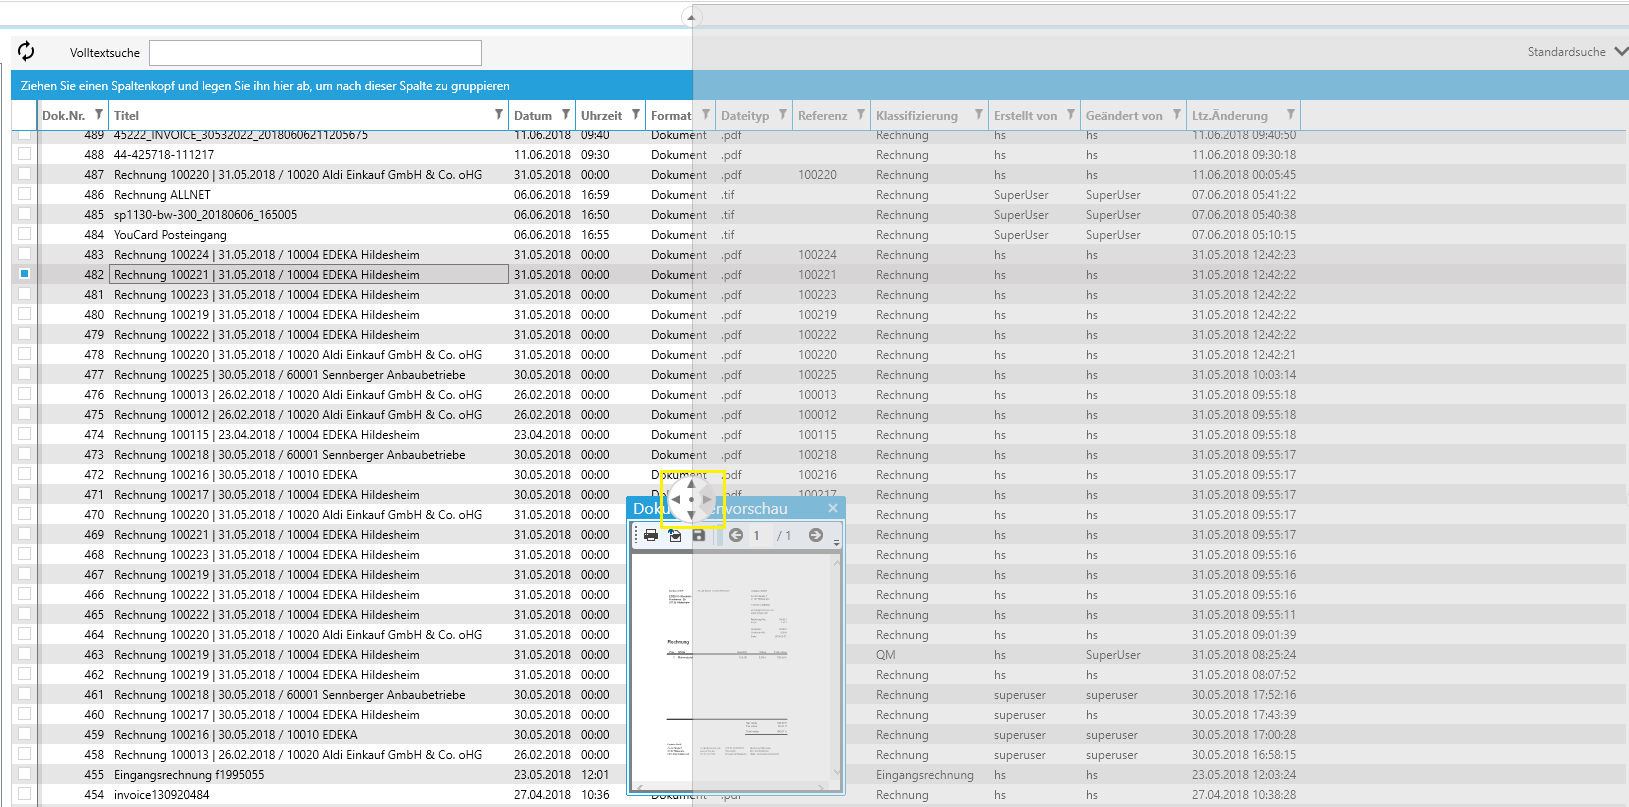 Volltextsuche
Standardsuche
Ziehen Sie einen Spaltenkopf und legen Sie ihn hier ab, um nach dieser Spalte zu gruppieren
Dok.Nr. Titel Datum Uhrzeit Format Dateityp Referenz Klassifizierung Erstellt von Geändert von Ltz.Änderung
489 45222_INVOICE_30532022_20180606211205675 11.06.2018 09:40 Dokument .pdf Rechnung hs hs 11.06.2018 09:40:50
488 44-425718-111217 11.06.2018 09:30 Dokument .pdf Rechnung hs hs 11.06.2018 09:30:18
487 Rechnung 100220 | 31.05.2018 / 10020 Aldi Einkauf GmbH & Co. oHG 31.05.2018 00:00 Dokument .pdf 100220 Rechnung hs hs 11.06.2018 00:05:45
486 Rechnung ALLNET 06.06.2018 16:59 Dokument .tif Rechnung SuperUser SuperUser 07.06.2018 05:41:22
485 sp1130-bw-300_20180606_165005 06.06.2018 16:50 Dokument .tif Rechnung SuperUser SuperUser 07.06.2018 05:40:38
484 YouCard Posteingang 06.06.2018 16:55 Dokument .tif Rechnung SuperUser SuperUser 07.06.2018 05:10:15
483 Rechnung 100224 | 31.05.2018 / 10004 EDEKA Hildesheim 31.05.2018 00:00 Dokument .pdf 100224 Rechnung hs hs 31.05.2018 12:42:23
482 Rechnung 100221 | 31.05.2018 / 10004 EDEKA Hildesheim 31.05.2018 00:00 Dokument .pdf 100221 Rechnung hs hs 31.05.2018 12:42:22
481 Rechnung 100223 | 31.05.2018 / 10004 EDEKA Hildesheim 31.05.2018 00:00 Dokument .pdf 100223 Rechnung hs hs 31.05.2018 12:42:22
480 Rechnung 100219 | 31.05.2018 / 10004 EDEKA Hildesheim 31.05.2018 00:00 Dokument .pdf 100219 Rechnung hs hs 31.05.2018 12:42:22
479 Rechnung 100222 | 31.05.2018 / 10004 EDEKA Hildesheim 31.05.2018 00:00 Dokument .pdf 100222 Rechnung hs hs 31.05.2018 12:42:22
478 Rechnung 100220 | 31.05.2018 / 10020 Aldi Einkauf GmbH & Co. oHG 31.05.2018 00:00 Dokument .pdf 100220 Rechnung hs hs 31.05.2018 12:42:21
477 Rechnung 100225 | 30.05.2018 / 60001 Sennberger Anbaubetriebe 30.05.2018 00:00 Dokument .pdf 100225 Rechnung hs hs 31.05.2018 10:03:14
476 Rechnung 100013 | 26.02.2018 / 10020 Aldi Einkauf GmbH & Co. oHG 26.02.2018 00:00 Dokument .pdf 100013 Rechnung hs hs 31.05.2018 09:55:18
475 Rechnung 100012 | 26.02.2018 / 10020 Aldi Einkauf GmbH & Co. oHG 26.02.2018 00:00 Dokument .pdf 100012 Rechnung hs hs 31.05.2018 09:55:18
474 Rechnung 100115 | 23.04.2018 / 10004 EDEKA Hildesheim 23.04.2018 00:00 Dokument .pdf 100115 Rechnung hs hs 31.05.2018 09:55:18
473 Rechnung 100218 | 30.05.2018 / 60001 Sennberger Anbaubetriebe 30.05.2018 00:00 Dokument .pdf 100218 Rechnung hs hs 31.05.2018 09:55:17
472 Rechnung 100216 | 30.05.2018 / 10010 EDEKA 30.05.2018 00:00 Dokument .pdf 100216 Rechnung hs hs 31.05.2018 09:55:17
471 Rechnung 100217 | 30.05.2018 / 10004 EDEKA Hildesheim 30.05.2018 00:00 .pdf 100217 Rechnung hs hs 31.05.2018 09:55:17
470 Rechnung 100220 | 31.05.2018 / 10020 Aldi Einkauf GmbH & Co. oHG 31.05.2018 00:00 Rechnung hs hs 31.05.2018 09:55:17
469 Rechnung 100221 | 31.05.2018 / 10004 EDEKA Hildesheim 31.05.2018 00:00 Rechnung hs hs 31.05.2018 09:55:17
468 Rechnung 100223 | 31.05.2018 / 10004 EDEKA Hildesheim 31.05.2018 00:00 Rechnung hs hs 31.05.2018 09:55:16
467 Rechnung 100219 | 31.05.2018 / 10004 EDEKA Hildesheim 31.05.2018 00:00 Rechnung hs hs 31.05.2018 09:55:16
466 Rechnung 100222 | 31.05.2018 / 10004 EDEKA Hildesheim 31.05.2018 00:00 Rechnung hs hs 31.05.2018 09:55:16
465 Rechnung 100222 | 31.05.2018 / 10004 EDEKA Hildesheim 31.05.2018 00:00 Rechnung hs hs 31.05.2018 09:55:11
464 Rechnung 100220 | 31.05.2018 / 10020 Aldi Einkauf GmbH & Co. oHG 31.05.2018 00:00 Rechnung hs hs 31.05.2018 09:01:39
463 Rechnung 100219 | 31.05.2018 / 10004 EDEKA Hildesheim 31.05.2018 00:00 QM hs SuperUser 31.05.2018 08:25:24
462 Rechnung 100219 | 31.05.2018 / 10004 EDEKA Hildesheim 31.05.2018 00:00 Rechnung hs hs 31.05.2018 08:07:52
461 Rechnung 100218 | 30.05.2018 / 60001 Sennberger Anbaubetriebe 30.05.2018 00:00 Rechnung superuser superuser 30.05.2018 17:52:16
460 Rechnung 100217 | 30.05.2018 / 10004 EDEKA Hildesheim 30.05.2018 00:00 Rechnung superuser hs 30.05.2018 17:43:39
459 Rechnung 100216 | 30.05.2018 / 10010 EDEKA 30.05.2018 00:00 Rechnung superuser superuser 30.05.2018 17:00:28
458 Rechnung 100013 | 26.02.2018 / 10020 Aldi Einkauf GmbH & Co. oHG 26.02.2018 00:00 Rechnung superuser superuser 30.05.2018 16:58:15
455 Eingangsrechnung f1995055 23.05.2018 12:01 Eingangsrechnung hs hs 23.05.2018 12:03:24
454 invoice130920484 27.04.2018 10:36 Dokument .pdf Rechnung hs hs 27.04.2018 10:38:28
1 / 1
Rechnung